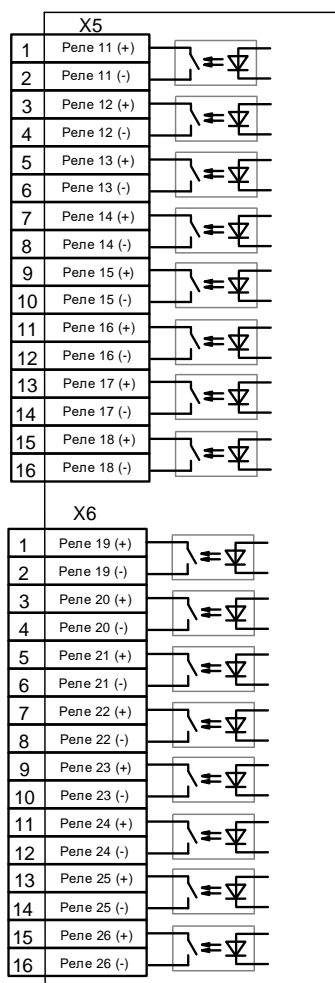 X5
1 Реле 11 (+)
2 Реле 11 (-)
3 Реле 12 (+)
4 Реле 12 (-)
5 Реле 13 (+)
6 Реле 13 (-)
7 Реле 14 (+)
8 Реле 14 (-)
9 Реле 15 (+)
10 Реле 15 (-)
11 Реле 16 (+)
12 Реле 16 (-)
13 Реле 17 (+)
14 Реле 17 (-)
15 Реле 18 (+)
16 Реле 18 (-)
X6
1 Реле 19 (+)
2 Реле 19 (-)
3 Реле 20 (+)
4 Реле 20 (-)
5 Реле 21 (+)
6 Реле 21 (-)
7 Реле 22 (+)
8 Реле 22 (-)
9 Реле 23 (+)
10 Реле 23 (-)
11 Реле 24 (+)
12 Реле 24 (-)
13 Реле 25 (+)
14 Реле 25 (-)
15 Реле 26 (+)
16 Реле 26 (-)